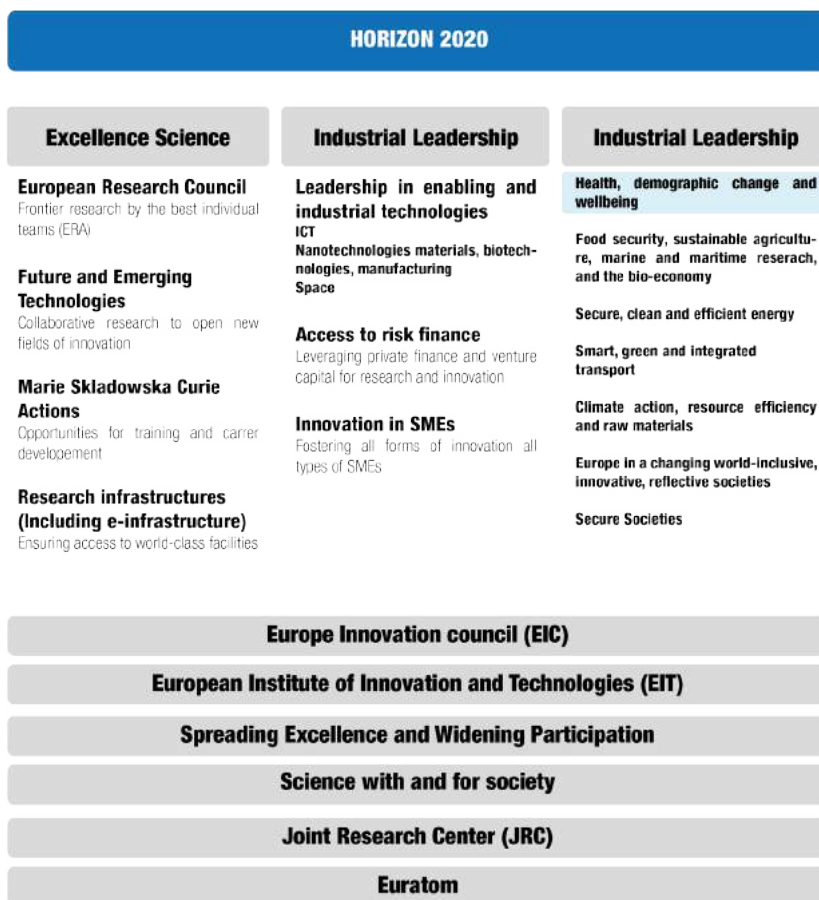 HORIZON 2020
Excellence Science
European Research Council
Frontier research by the best individual
teams (ERA)
Future and Emerging
Technologies
Collaborative research to open new
fields of innovation
Marie Skladowska Curie
Actions
Opportunities for training and carrer
developement
Research infrastructures
(Including e-infrastructure)
Ensuring access to world-class facilities
Industrial Leadership
Leadership in enabling and
industrial technologies
ICT
Nanotechnologies materials, biotech-
nologies, manufacturing
Space
Access to risk finance
Leveraging private finance and venture
capital for research and innovation
Innovation in SMEs
Fostering all forms of innovation all
types of SMEs
Industrial Leadership
Health, demographic change and
wellbeing
Food security, sustainable agricultu-
re, marine and maritime reserach,
and the bio-economy
Secure, clean and efficient energy
Smart, green and integrated
transport
Climate action, resource efficiency
and raw materials
Europe in a changing world-inclusive,
innovative, reflective societies
Secure Societies
Europe Innovation council (EIC)
European Institute of Innovation and Technologies (EIT)
Spreading Excellence and Widening Participation
Science with and for society
Joint Research Center (JRC)
Euratom